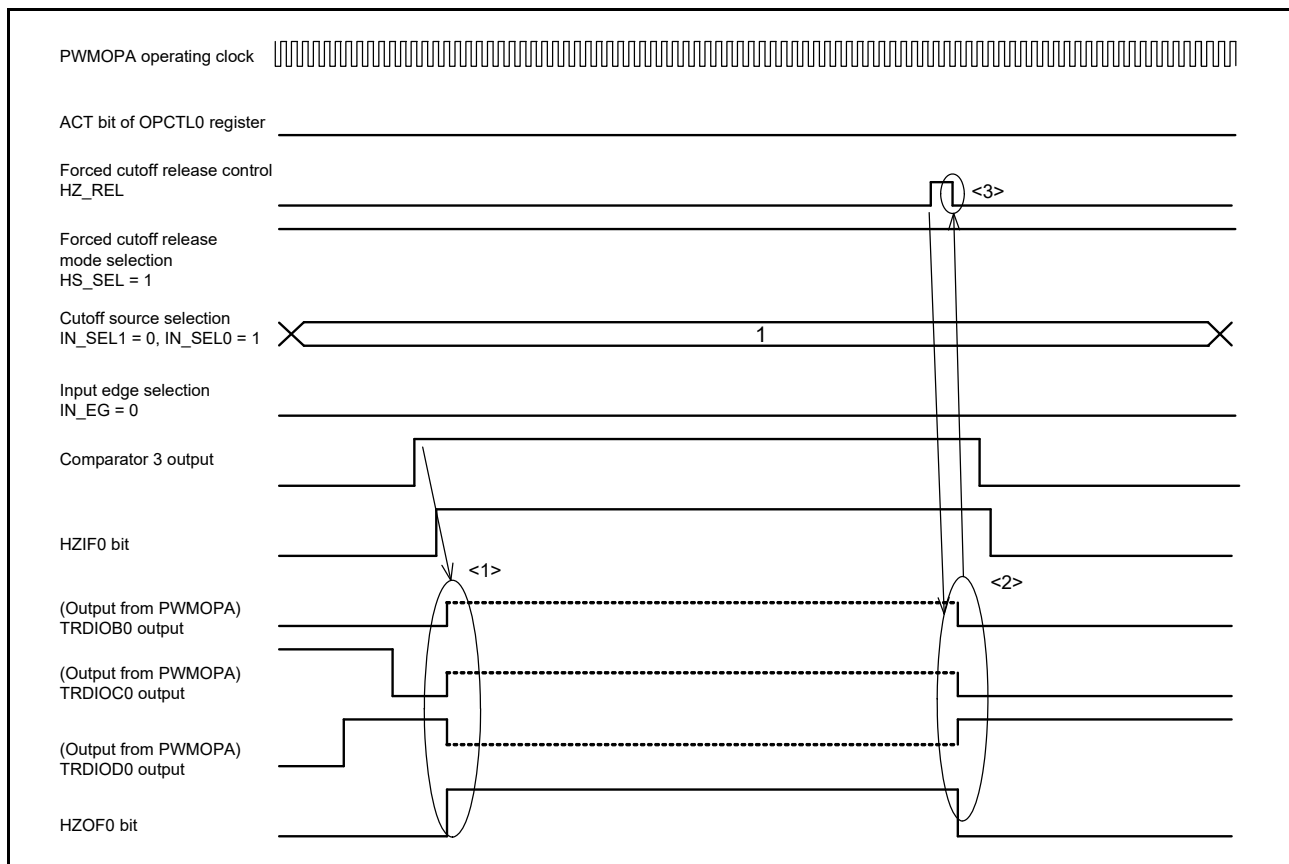 PWMOPA operating clock
ACT bit of OPCTL0 register
Forced cutoff release control
HZ_REL
<3>
Forced cutoff release
mode selection
HS_SEL = 1
Cutoff source selection
IN_SEL1 = 0, IN_SEL0 = 1
1
Input edge selection
IN_EG = 0
Comparator 3 output
HZIF0 bit
<1>
<2>
(Output from PWMOPA)
TRDIOB0 output
(Output from PWMOPA)
TRDIOC0 output
(Output from PWMOPA)
TRDIOD0 output
HZOF0 bit